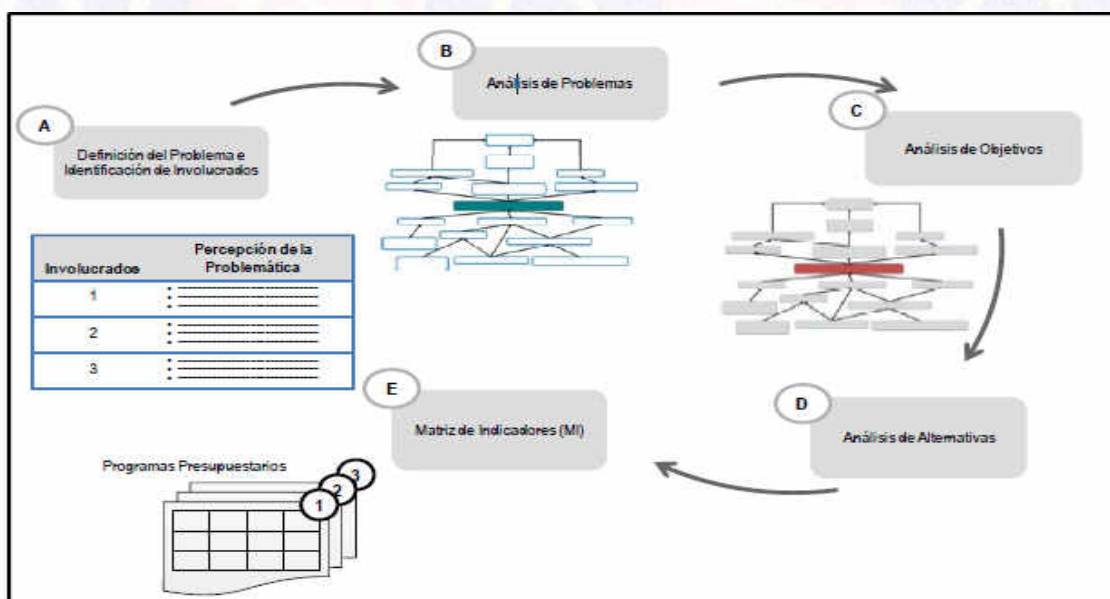 A
Definición del Problema e
Identificación de Involucrados
B
Análisis de Problemas
C
Análisis de Objetivos
Involucrados
Percepción de la
Problemática
1
2
3
D
Análisis de Alternativas
E
Matriz de Indicadores (MI)
Programas Presupuestarios
1
2
3